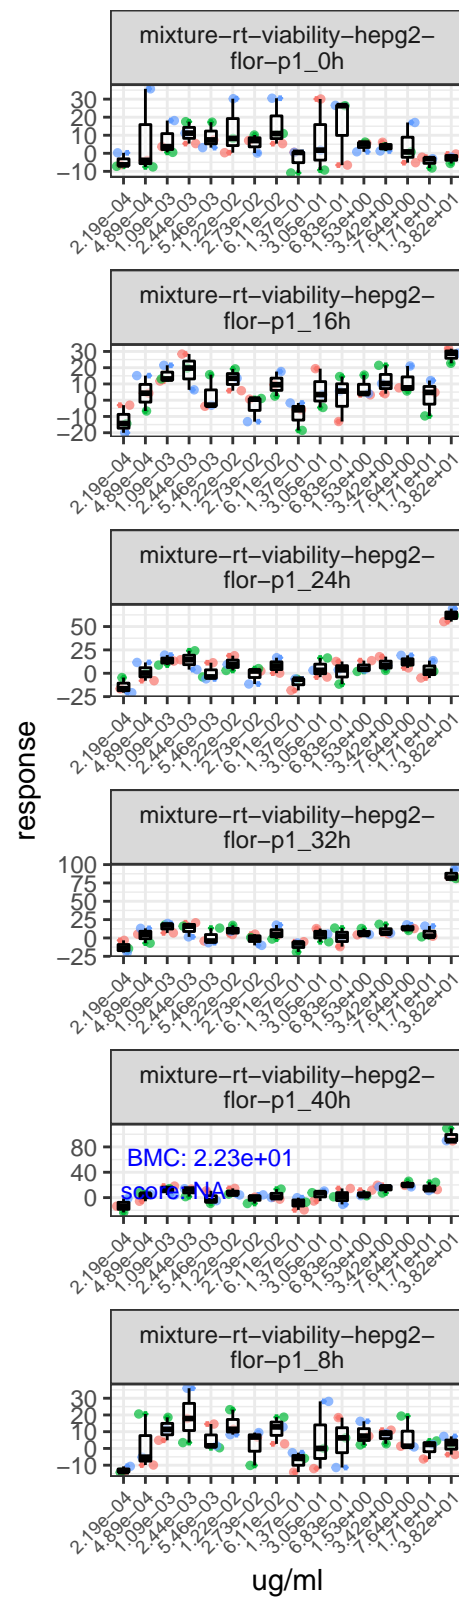 mixture−rt−viability−hepg2−
flor−p1_0h
30
20
10
0
−10
2.19e−04
4.89e−04
1.09e−03
2.44e−03
5.46e−03
1.22e−02
2.73e−02
6.11e−02
1.37e−01
3.05e−01
6.83e−01
1.53e+00
3.42e+00
7.64e+00
1.71e+01
3.82e+01
mixture−rt−viability−hepg2−
flor−p1_16h
30
20
10
0
−10
−20
2.19e−04
4.89e−04
1.09e−03
2.44e−03
5.46e−03
1.22e−02
2.73e−02
6.11e−02
1.37e−01
3.05e−01
6.83e−01
1.53e+00
3.42e+00
7.64e+00
1.71e+01
3.82e+01
mixture−rt−viability−hepg2−
flor−p1_24h
50
25
0
−25
2.19e−04
4.89e−04
1.09e−03
2.44e−03
5.46e−03
1.22e−02
2.73e−02
6.11e−02
1.37e−01
3.05e−01
6.83e−01
1.53e+00
3.42e+00
7.64e+00
1.71e+01
3.82e+01
response
mixture−rt−viability−hepg2−
flor−p1_32h
100
75
50
25
0
−25
2.19e−04
4.89e−04
1.09e−03
2.44e−03
5.46e−03
1.22e−02
2.73e−02
6.11e−02
1.37e−01
3.05e−01
6.83e−01
1.53e+00
3.42e+00
7.64e+00
1.71e+01
3.82e+01
mixture−rt−viability−hepg2−
flor−p1_40h
80
40
0
BMC: 2.23e+01
score: NA
2.19e−04
4.89e−04
1.09e−03
2.44e−03
5.46e−03
1.22e−02
2.73e−02
6.11e−02
1.37e−01
3.05e−01
6.83e−01
1.53e+00
3.42e+00
7.64e+00
1.71e+01
3.82e+01
mixture−rt−viability−hepg2−
flor−p1_8h
30
20
10
0
−10
2.19e−04
4.89e−04
1.09e−03
2.44e−03
5.46e−03
1.22e−02
2.73e−02
6.11e−02
1.37e−01
3.05e−01
6.83e−01
1.53e+00
3.42e+00
7.64e+00
1.71e+01
3.82e+01
ug/ml